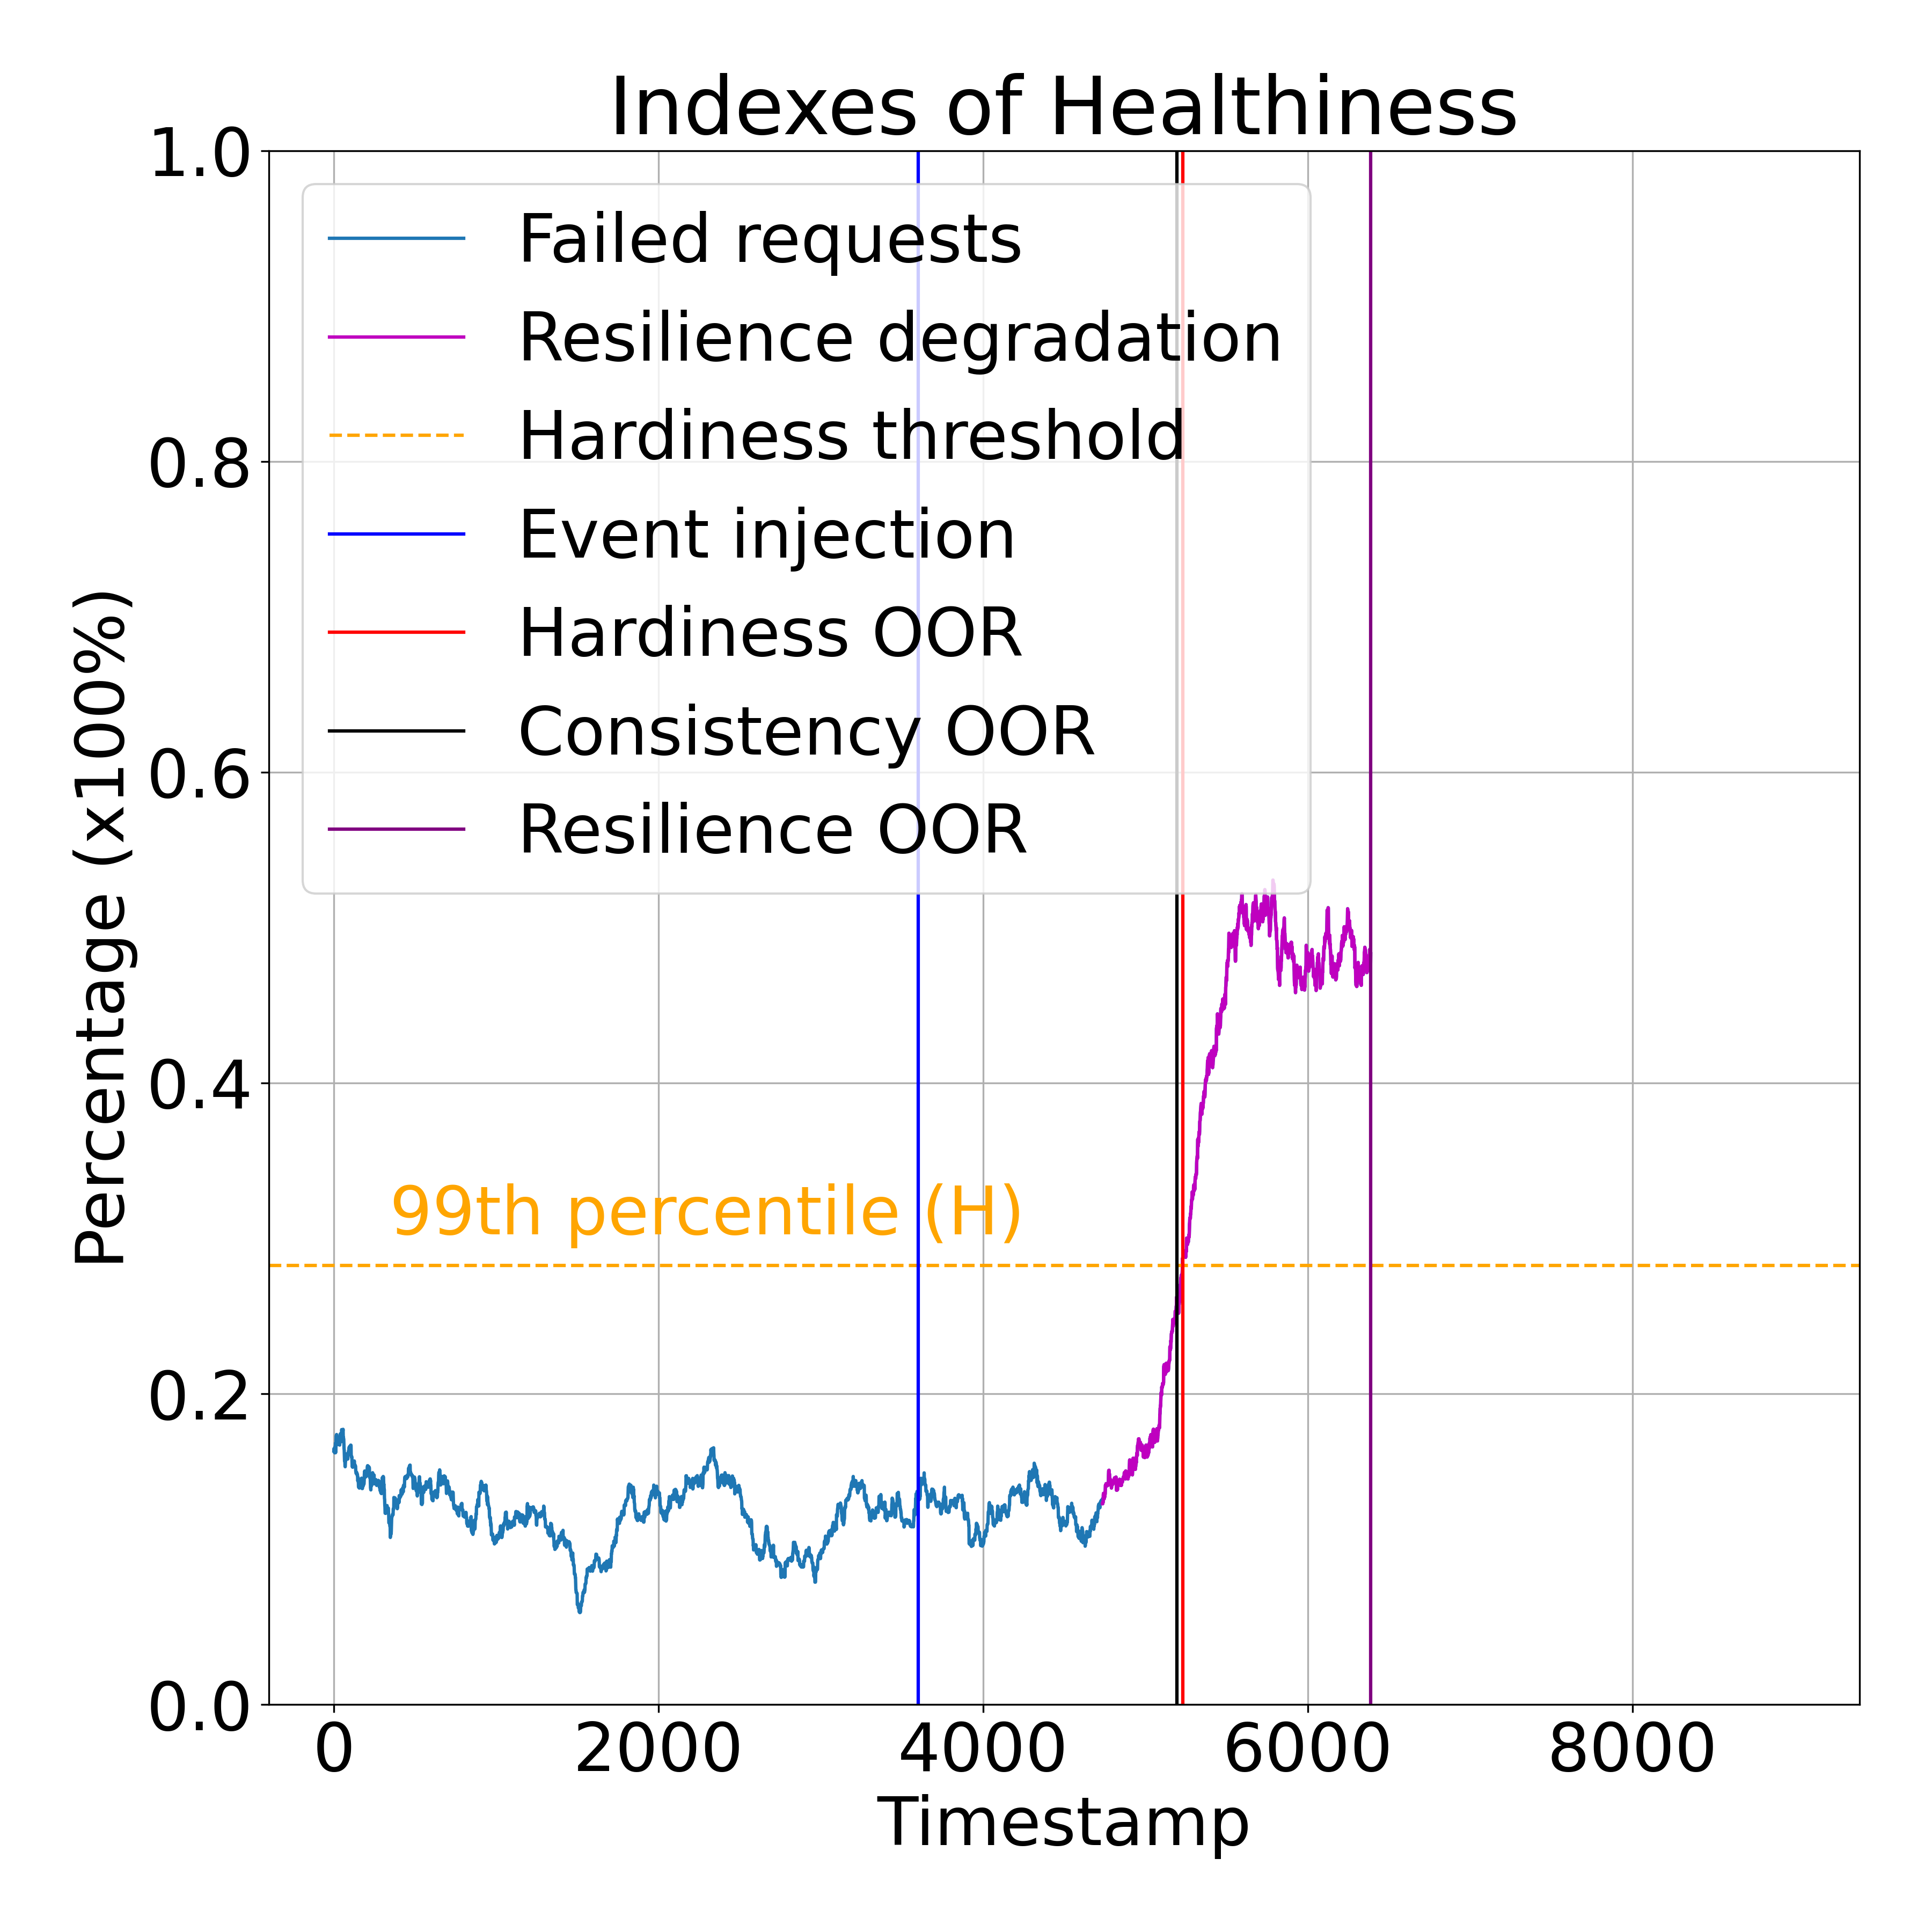 Indexes of Healthiness
1.0
0.8
0.6
0.4
0.2
0.0
Percentage (x100%)
Failed requests
Resilience degradation
Hardiness threshold
Event injection
Hardiness OOR
Consistency OOR
Resilience OOR
99th percentile (H)
0 2000 4000 6000 8000
Timestamp